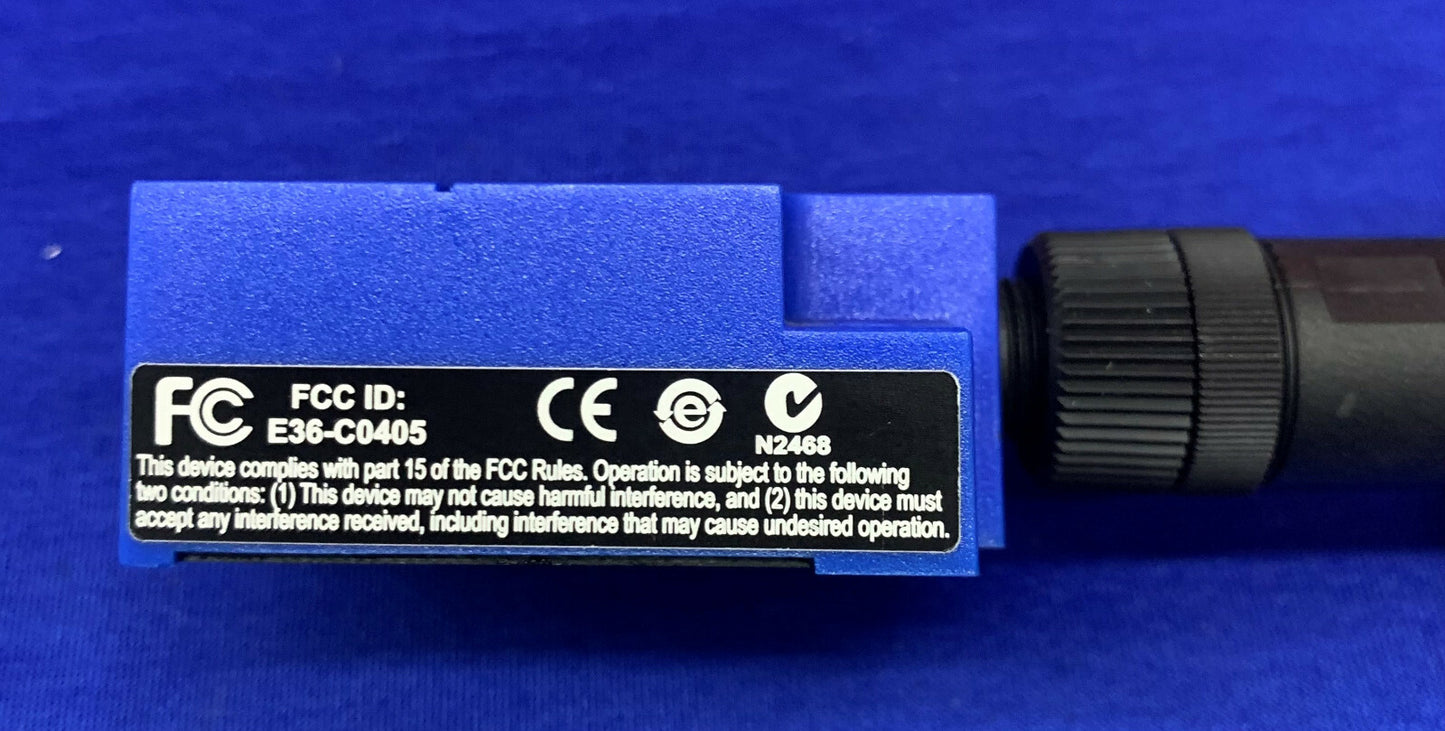 FC FCC ID:
E36-C0405
CE e
N2468
This device complies with part 15 of the FCC Rules. Operation is subject to the following
two conditions: (1) This device may not cause harmful interference, and (2) this device must
accept any interference received, including interference that may cause undesired operation.